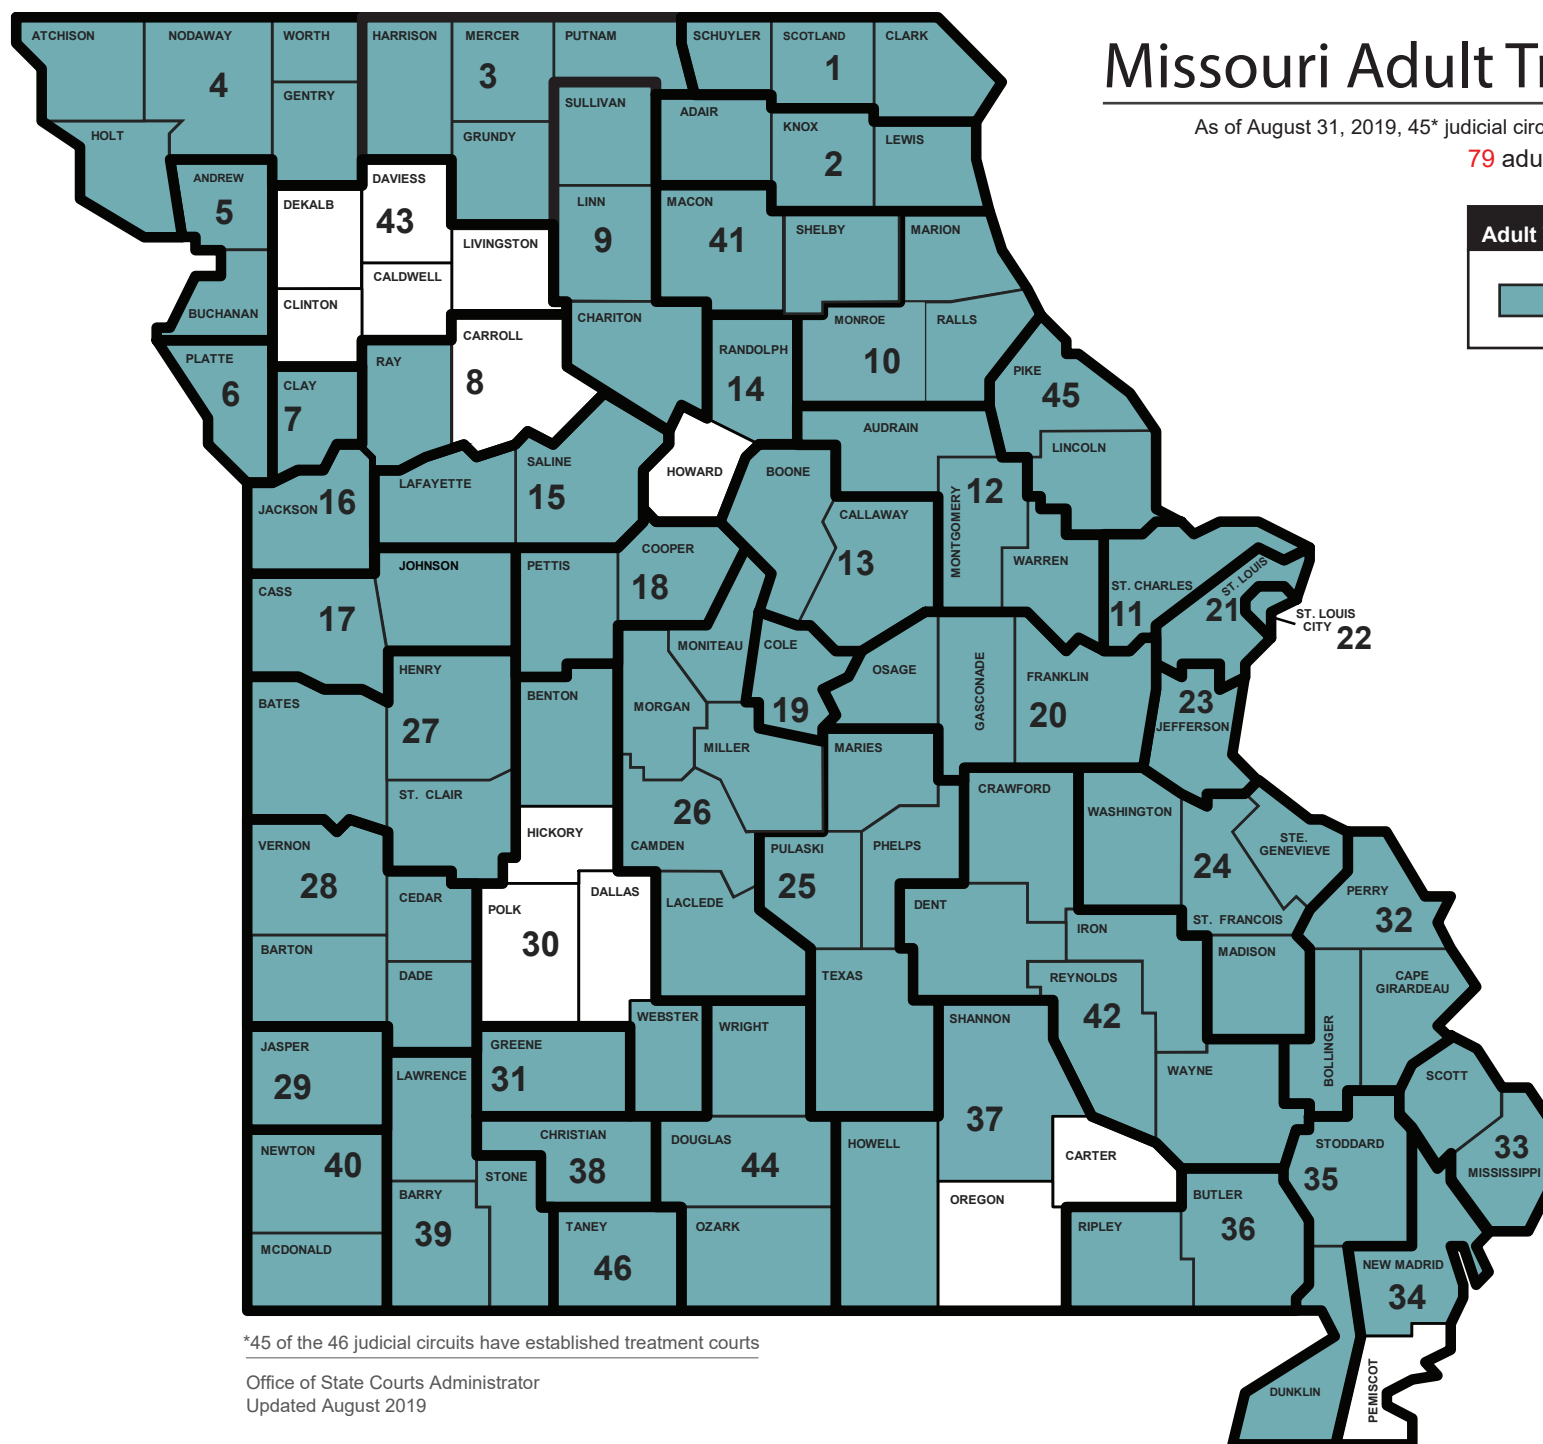 Missouri Adult Tr
As of August 31, 2019, 45* judicial circ
79 adu
Adult
ATCHISON
NODAWAY
WORTH
HARRISON
MERCER
PUTNAM
SCHUYLER
SCOTLAND
CLARK
4
3
1
GENTRY
SULLIVAN
ADAIR
KNOX
HOLT
GRUNDY
LEWIS
2
ANDREW
5
DEKALB
DAVIESS
43
LINN
9
MACON
41
SHELBY
MARION
LIVINGSTON
CALDWELL
CLINTON
BUCHANAN
CHARITON
MONROE
RALLS
CARROLL
8
RANDOLPH
14
10
PLATTE
6
RAY
PIKE
45
CLAY
7
AUDRAIN
LINCOLN
HOWARD
BOONE
SALINE
15
LAFAYETTE
JACKSON 16
MONTGOMERY
12
CALLAWAY
13
COOPER
18
WARREN
JOHNSON
PETTIS
CASS
17
ST. CHARLES
11
ST. LOUIS
21
ST. LOUIS
CITY 22
MONITEAU
COLE
19
OSAGE
GASCONADE
FRANKLIN
20
HENRY
27
BENTON
BATES
MORGAN
23
JEFFERSON
MILLER
MARIES
ST. CLAIR
CRAWFORD
WASHINGTON
26
CAMDEN
HICKORY
VERNON
28
PULASKI
25
PHELPS
STE.
GENEVIEVE
24
ST. FRANCOIS
CEDAR
DALLAS
POLK
30
LACLEDE
DENT
PERRY
32
IRON
BARTON
MADISON
DADE
TEXAS
REYNOLDS
42
CAPE
GIRARDEAU
WEBSTER
WRIGHT
SHANNON
37
JASPER
29
GREENE
31
LAWRENCE
BOLLINGER
WAYNE
SCOTT
CHRISTIAN
38
DOUGLAS
44
HOWELL
STODDARD
35
33
MISSISSIPPI
NEWTON
40
CARTER
STONE
BARRY
39
OREGON
BUTLER
36
TANEY
46
OZARK
RIPLEY
MCDONALD
NEW MADRID
34
DUNKLIN
PEMISCOT
*45 of the 46 judicial circuits have established treatment courts
Office of State Courts Administrator
Updated August 2019